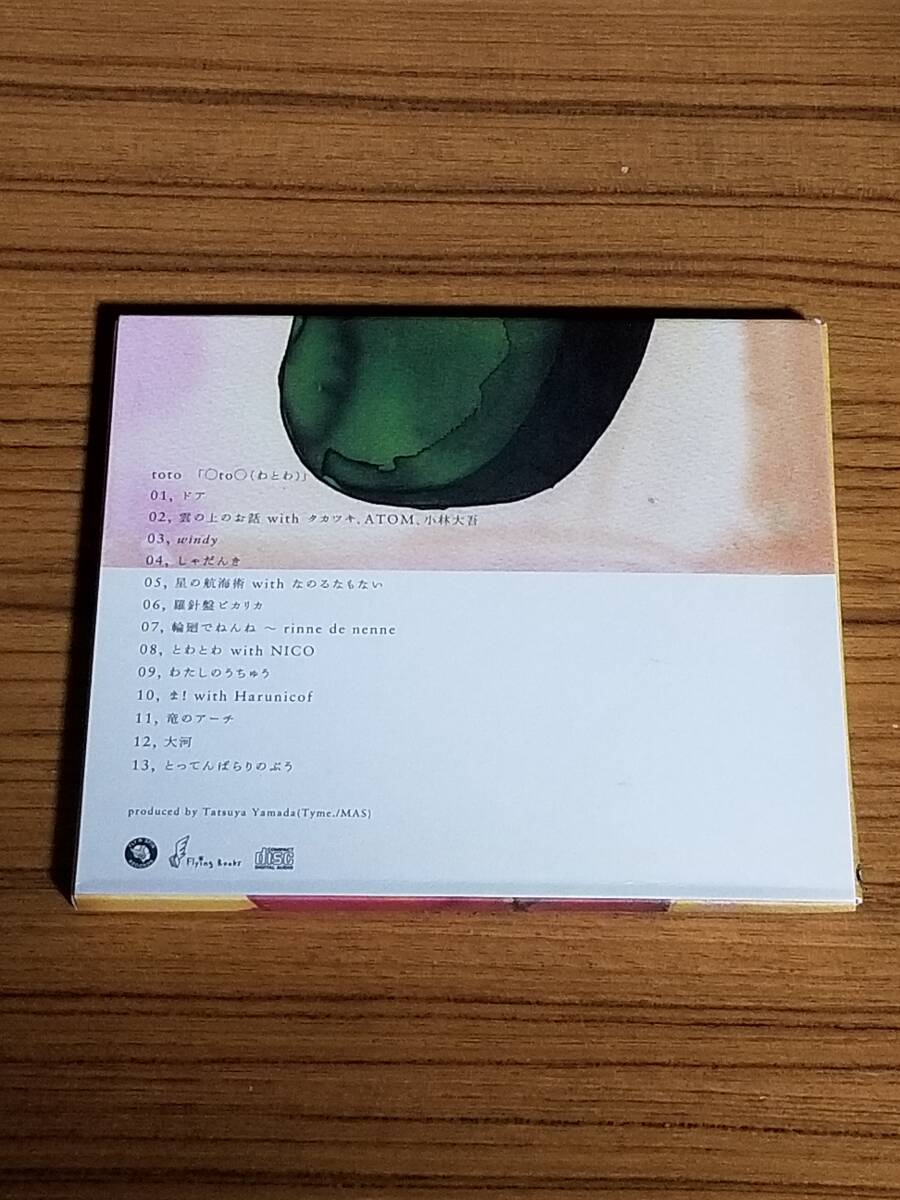 toto 「○to○(わとわ)」
01, ドア
02, 雲の上のお話 with タカツキ、ATOM、小林大吾
03, windy
04, しゃだんき
05, 星の航海術 with なのるなもない
06, 羅針盤ピカリカ
07, 輪廻でねんね 〜 rinne de nenne
08, とわとわ with NICO
09, わたしのうちゅう
10, ま! with Harunicof
11, 竜のアーチ
12, 大河
13, とってんぱらりのぷう
produced by Tatsuya Yamada(Tyme./MAS)
Flying Books
COMPACT
disc
DIGITAL AUDIO